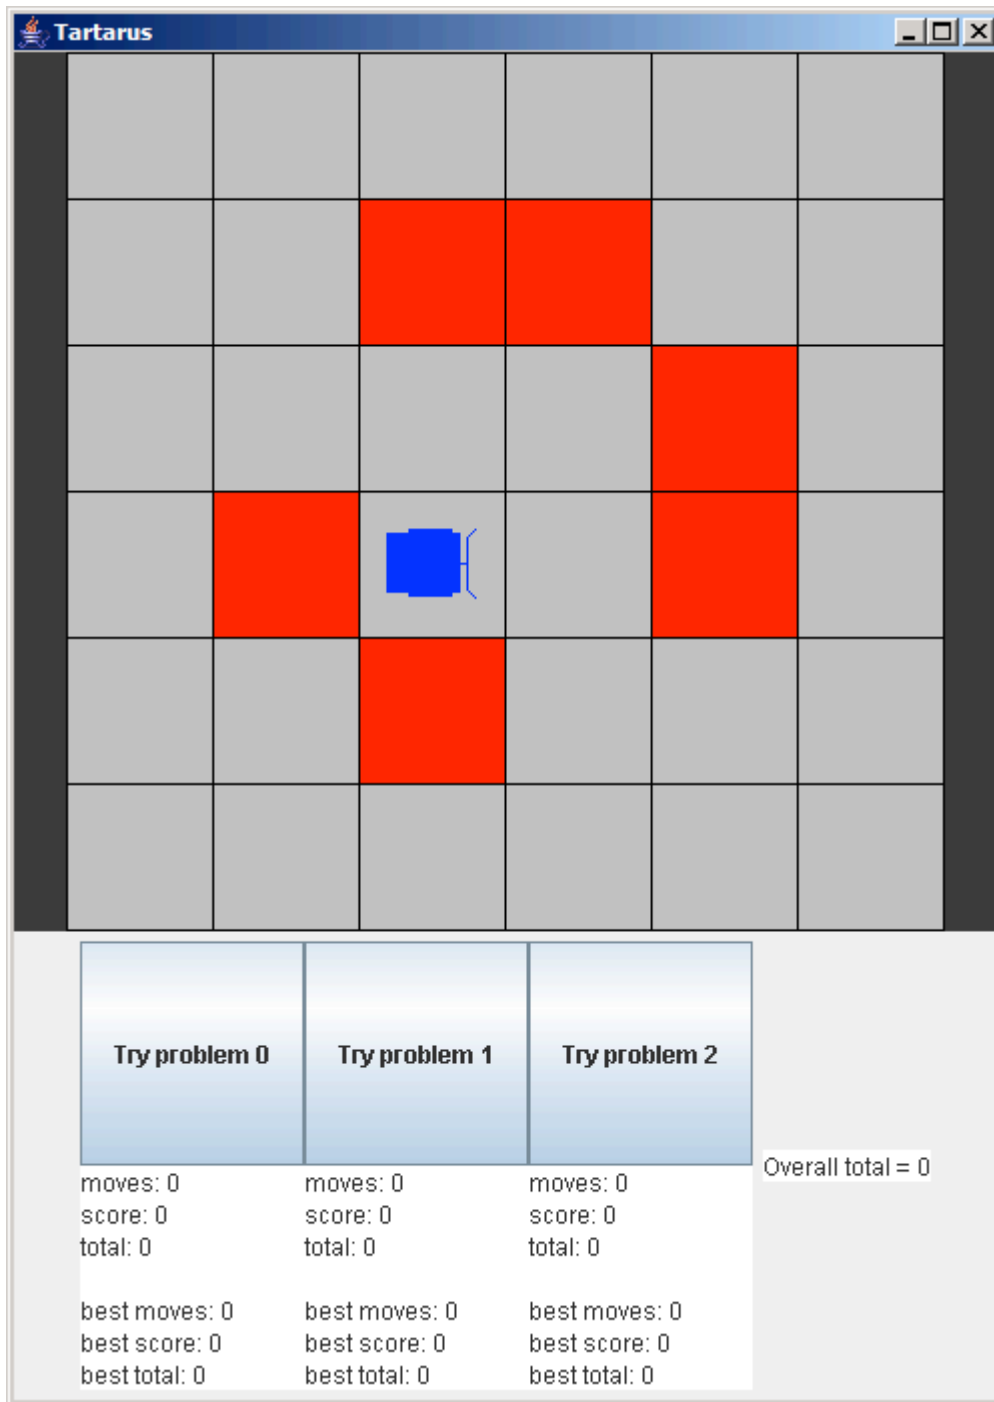 Tartarus
Try problem 0 Try problem 1 Try problem 2
Overall total = 0
moves: 0 moves: 0 moves: 0
score: 0 score: 0 score: 0
total: 0 total: 0 total: 0
best moves: 0 best moves: 0 best moves: 0
best score: 0 best score: 0 best score: 0
best total: 0 best total: 0 best total: 0